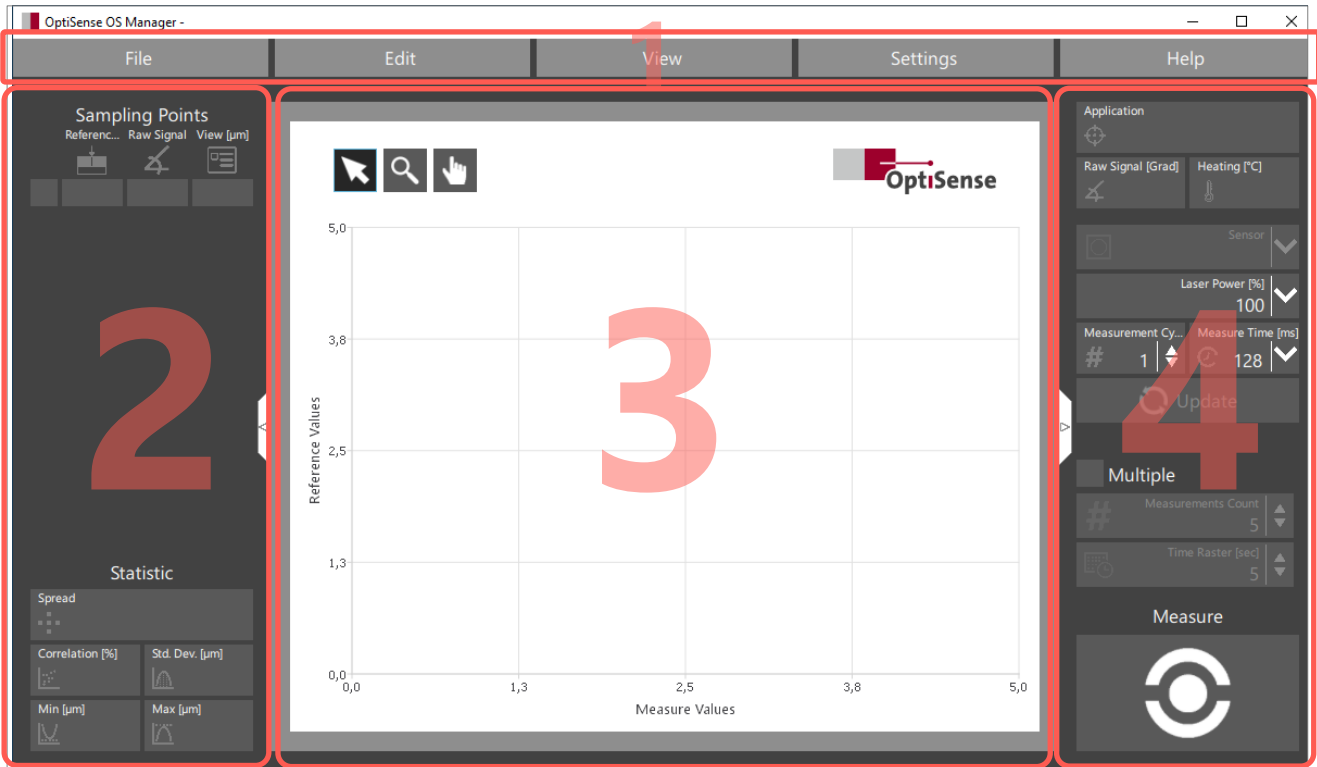 OptiSense OS Manager -
1
File Edit View Settings Help
Sampling Points
Referenc... Raw Signal View [µm]
2
Statistic
Spread
Correlation [%] Std. Dev. [µm]
Min [µm] Max [µm]
<
OptiSense
5,0
3,8
2,5
1,3
0,0
Reference Values
3
0,0 1,3 2,5 3,8 5,0
Measure Values
Application
Raw Signal [Grad] Heating [°C]
Sensor
Laser Power [%]
100
Measurement Cy... Measure Time [ms]
# 1 128
Update
4
Multiple
Measurements Count
# 5
Time Raster [sec]
5
Measure